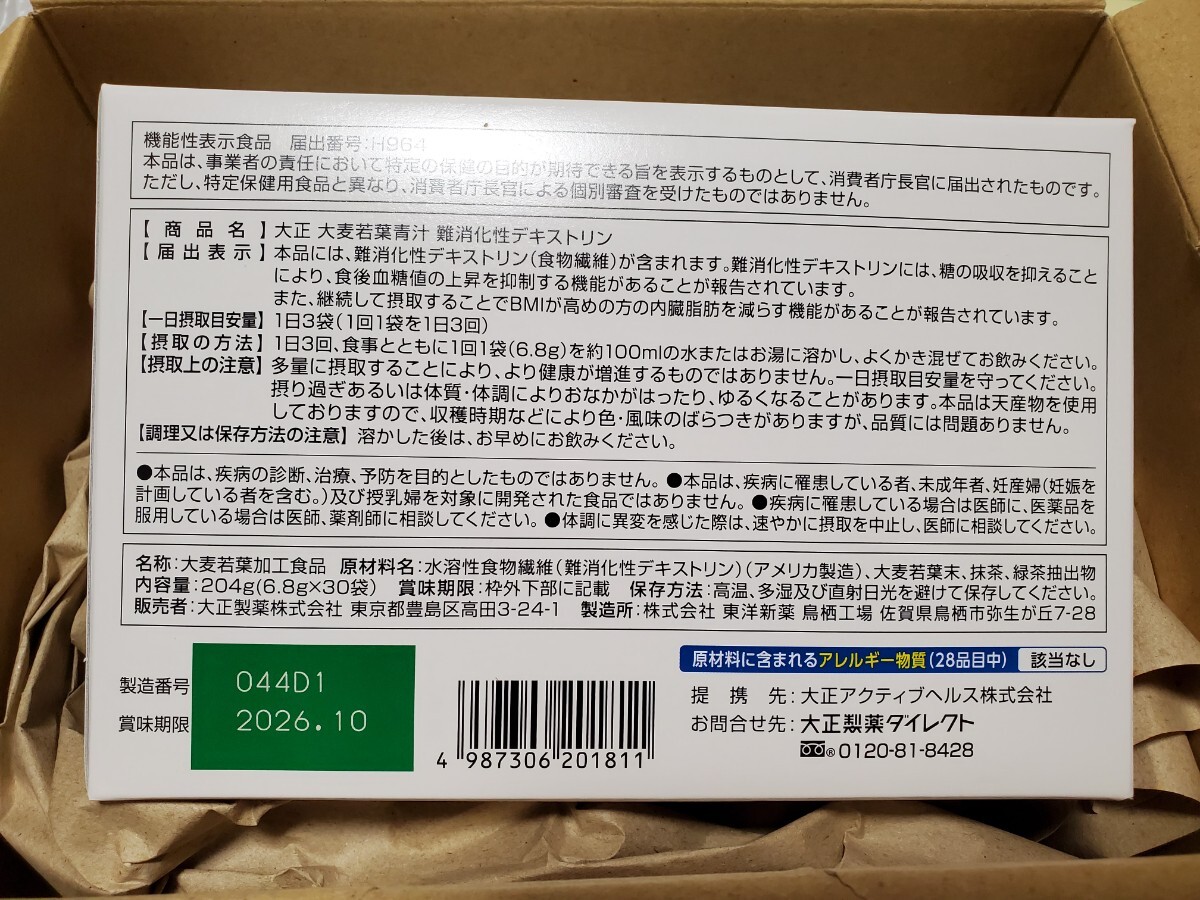 機能性表示食品 届出番号:H964
本品は、事業者の責任において特定の保健の目的が期待できる旨を表示するものとして、消費者庁長官に届出されたものです。
ただし、特定保健用食品と異なり、消費者庁長官による個別審査を受けたものではありません。
【商品名】大正 大麦若葉青汁 難消化性デキストリン
【届出表示】本品には、難消化性デキストリン(食物繊維)が含まれます。難消化性デキストリンには、糖の吸収を抑えること
により、食後血糖値の上昇を抑制する機能があることが報告されています。
また、継続して摂取することでBMIが高めの方の内臓脂肪を減らす機能があることが報告されています。
【一日摂取目安量】1日3袋(1回1袋を1日3回)
【摂取の方法】1日3回、食事とともに1回1袋(6.8g)を約100mlの水またはお湯に溶かし、よくかき混ぜてお飲みください。
【摂取上の注意】多量に摂取することにより、より健康が増進するものではありません。一日摂取目安量を守ってください。
摂り過ぎあるいは体質・体調によりおなかがはったり、ゆるくなることがあります。本品は天産物を使用
しておりますので、収穫時期などにより色・風味のばらつきがありますが、品質には問題ありません。
【調理又は保存方法の注意】溶かした後は、お早めにお飲みください。
●本品は、疾病の診断、治療、予防を目的としたものではありません。●本品は、疾病に罹患している者、未成年者、妊産婦(妊娠を
計画している者を含む。)及び授乳婦を対象に開発された食品ではありません。●疾病に罹患している場合は医師に、医薬品を
服用している場合は医師、薬剤師に相談してください。●体調に異変を感じた際は、速やかに摂取を中止し、医師に相談してください。
名称:大麦若葉加工食品 原材料名:水溶性食物繊維(難消化性デキストリン)(アメリカ製造)、大麦若葉末、抹茶、緑茶抽出物
内容量:204g(6.8g×30袋) 賞味期限:枠外下部に記載 保存方法:高温、多湿及び直射日光を避けて保存してください。
販売者:大正製薬株式会社 東京都豊島区高田3-24-1 製造所:株式会社 東洋新薬 鳥栖工場 佐賀県鳥栖市弥生が丘7-28
原材料に含まれるアレルギー物質(28品目中) 該当なし
製造番号 044D1
賞味期限 2026.10
4 987306 201811
提携先:大正アクティブヘルス株式会社
お問合せ先:大正製薬ダイレクト
® 0120-81-8428